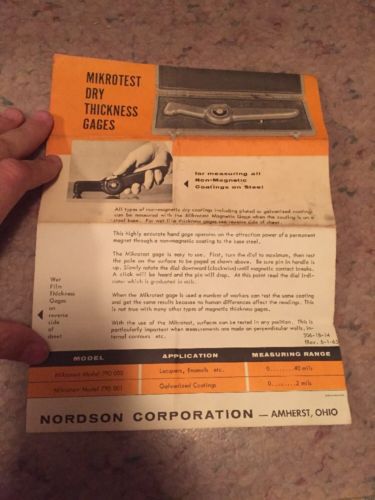 MIKROTEST
DRY
THICKNESS
GAGES
for measuring all
Non-Magnetic
Coatings on Steel
All types of non-magnetic dry coatings including plated or galvanized coatings
can be measured with the Mikrotest Magnetic Gage when the coating is on a
steel base. For wet film thickness gages see reverse side of sheet.
This highly accurate hand gage operates on the attraction power of a permanent
magnet through a non-magnetic coating to the base steel.
The Mikrotest gage is easy to use. First, turn the dial to maximum, then rest
the pole on the surface to be gaged as shown above. Be sure pin in handle is
up. Slowly rotate the dial downward (clockwise) until magnetic contact breaks.
A click will be heard and the pin will drop. At this point read the dial indi-
cator which is graduated in mils.
When the Mikrotest gage is used a number of workers can test the same coating
and get the same results because no human differences affect the readings. This
is not true with many other types of magnetic thickness gages.
With the use of the Mikrotest, surfaces can be tested in any position. This is
particularly important when measurements are made on perpendicular walls, in-
ternal contours etc.
306-18-14
Rev. 5-1-65
Wet
Film
Thickness
Gages
on
reverse
side
of
sheet
MODEL APPLICATION MEASURING RANGE
Mikrotest Model 790 002 Lacquers, Enamels etc. 0........40 mils
Mikrotest Model 790 001 Galvanized Coatings 0........2 mils
NORDSON CORPORATION — AMHERST, OHIO